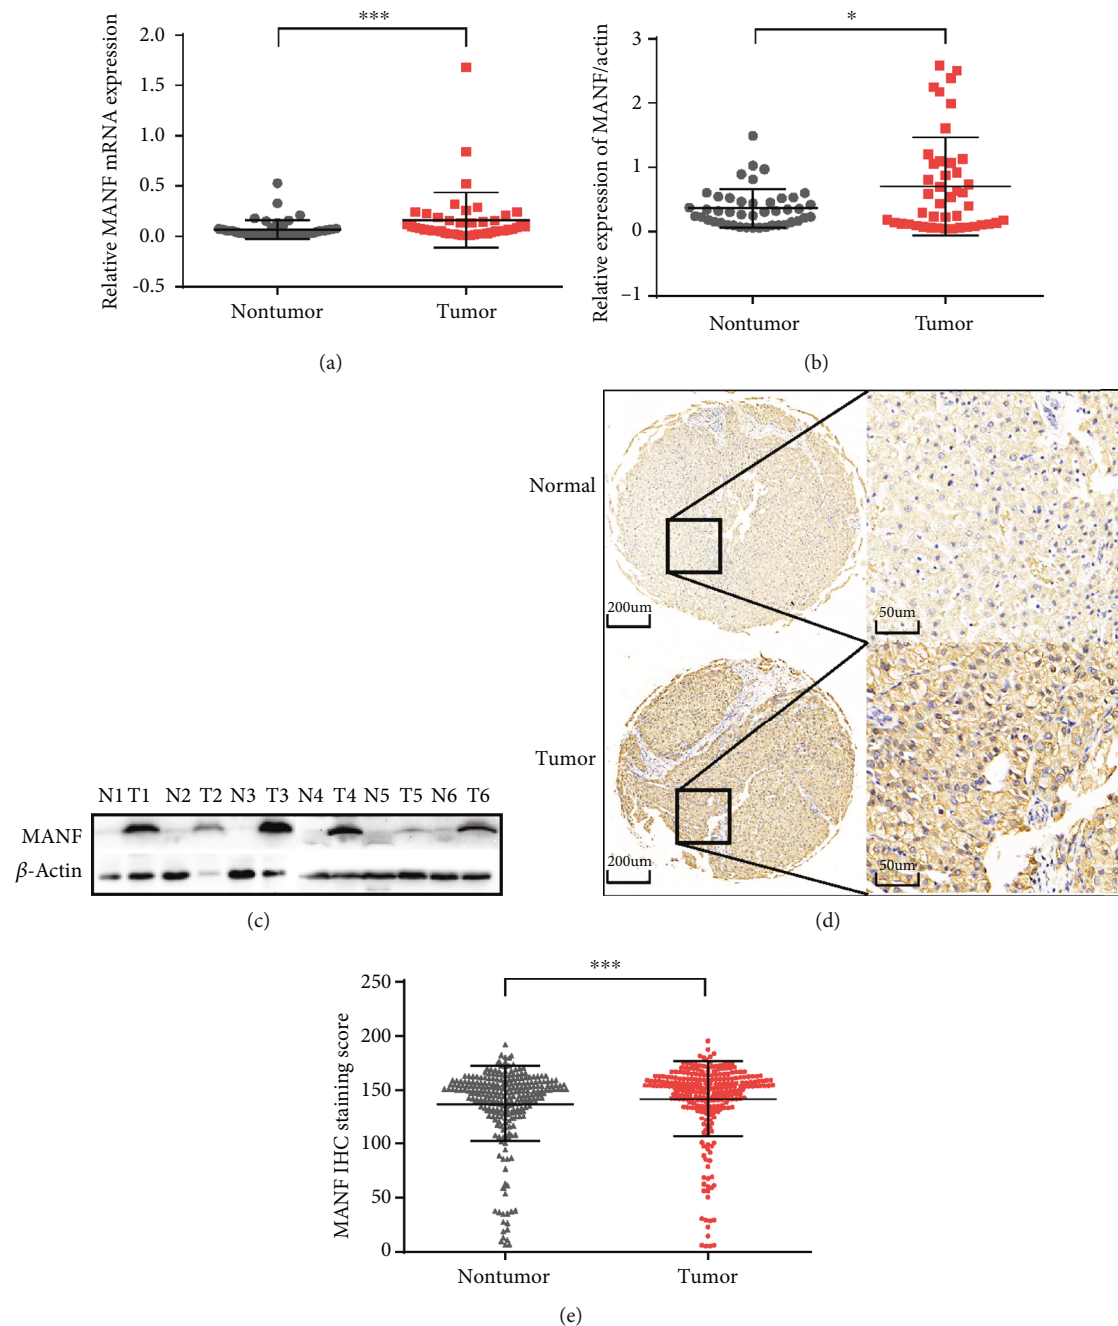 ***
Relative MANF mRNA expression
2.0
1.5
1.0
0.5
0.0
-0.5
Nontumor Tumor
(a)
*
Relative expression of MANF/actin
3
2
1
0
−1
Nontumor Tumor
(b)
N1 T1 N2 T2 N3 T3 N4 T4 N5 T5 N6 T6
MANF
β-Actin
(c)
Normal
200um
50um
Tumor
200um
50um
(d)
***
MANF IHC staining score
250
200
150
100
50
0
Nontumor Tumor
(e)